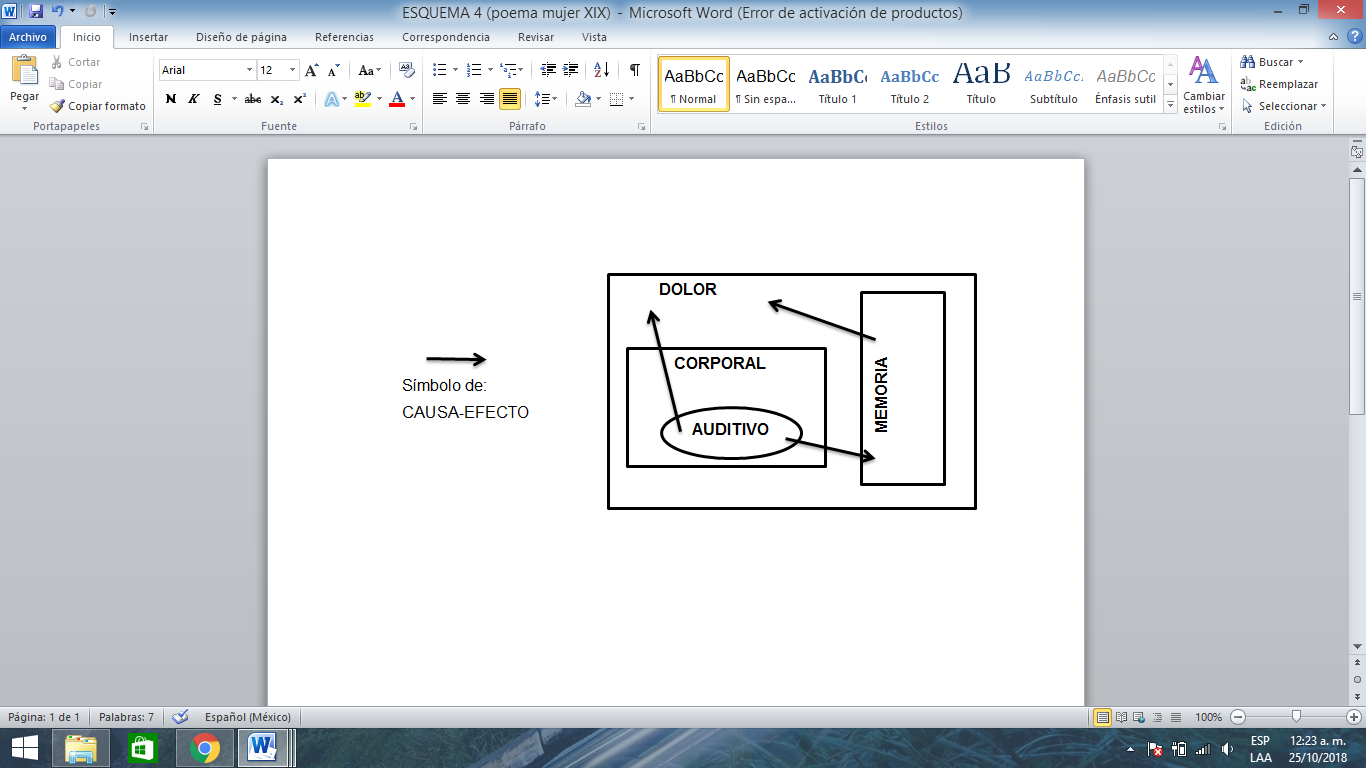 ESQUEMA 4 (poema mujer XIX) - Microsoft Word (Error de activación de productos)
Archivo Inicio Insertar Diseño de página Referencias Correspondencia Revisar Vista
Pegar
Cortar
Copiar
Copiar formato
Portapapeles
Arial 12
N K S abc x₂ x²
Fuente
Párrafo
AaBbCc AaBbCc AaBbC AaBbCc AaB AaBbCc. AaBbCc
¶ Normal ¶ Sin espa... Título 1 Título 2 Título Subtítulo Énfasis sutil
Cambiar estilos
Estilos
Buscar
Reemplazar
Seleccionar
Edición
DOLOR
CORPORAL
AUDITIVO
MEMORIA
Símbolo de:
CAUSA-EFECTO
Página: 1 de 1 Palabras: 7 Español (México) 100%
ESP 12:23 a. m.
LAA 25/10/2018